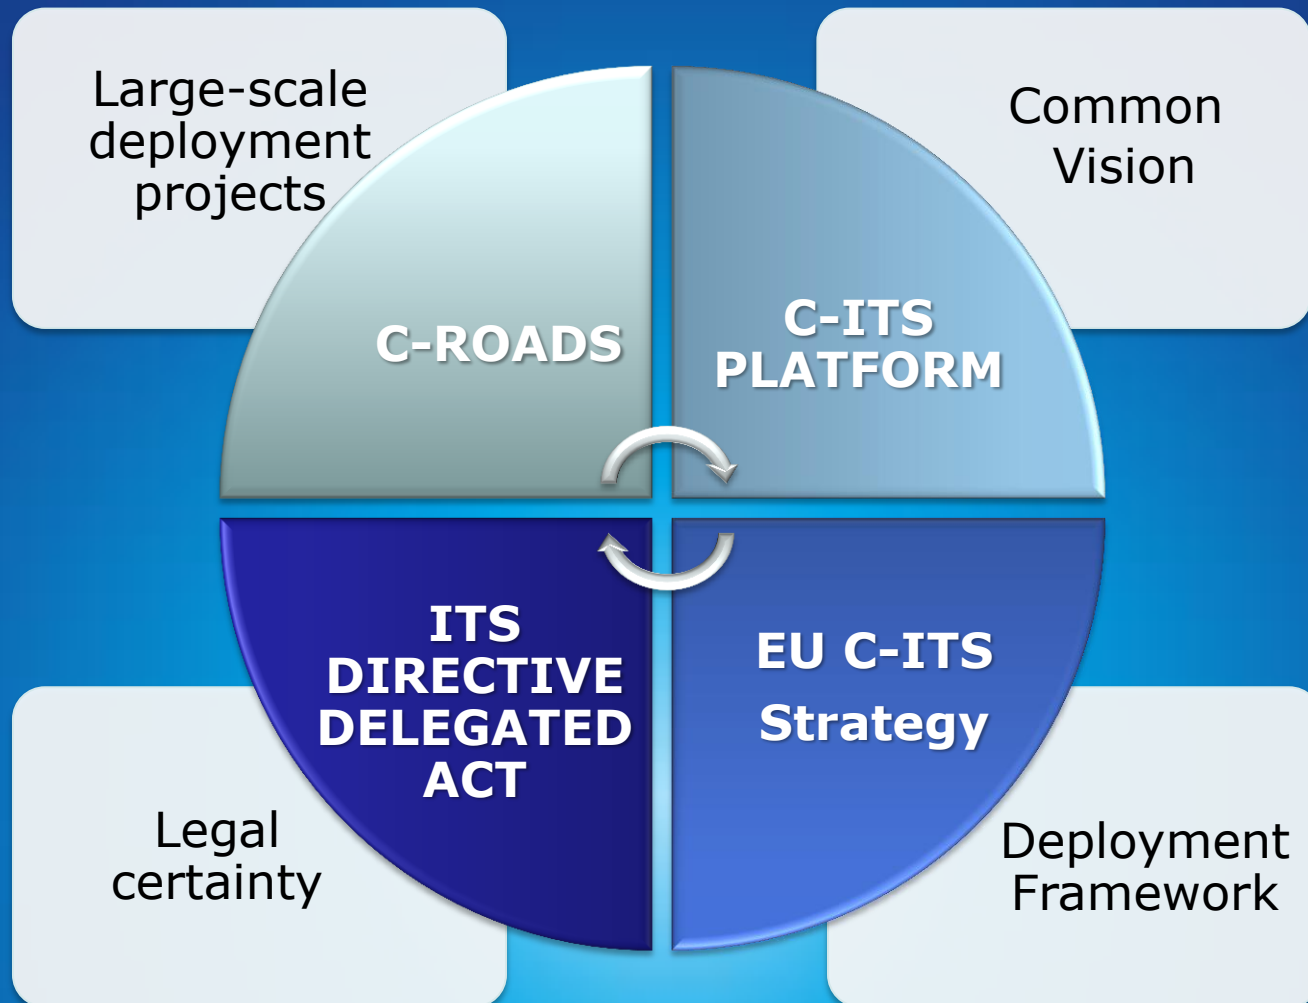 Large-scale
deployment
projects
Common
Vision
C-ROADS
C-ITS
PLATFORM
ITS
DIRECTIVE
DELEGATED
ACT
EU C-ITS
Strategy
Legal
certainty
Deployment
Framework